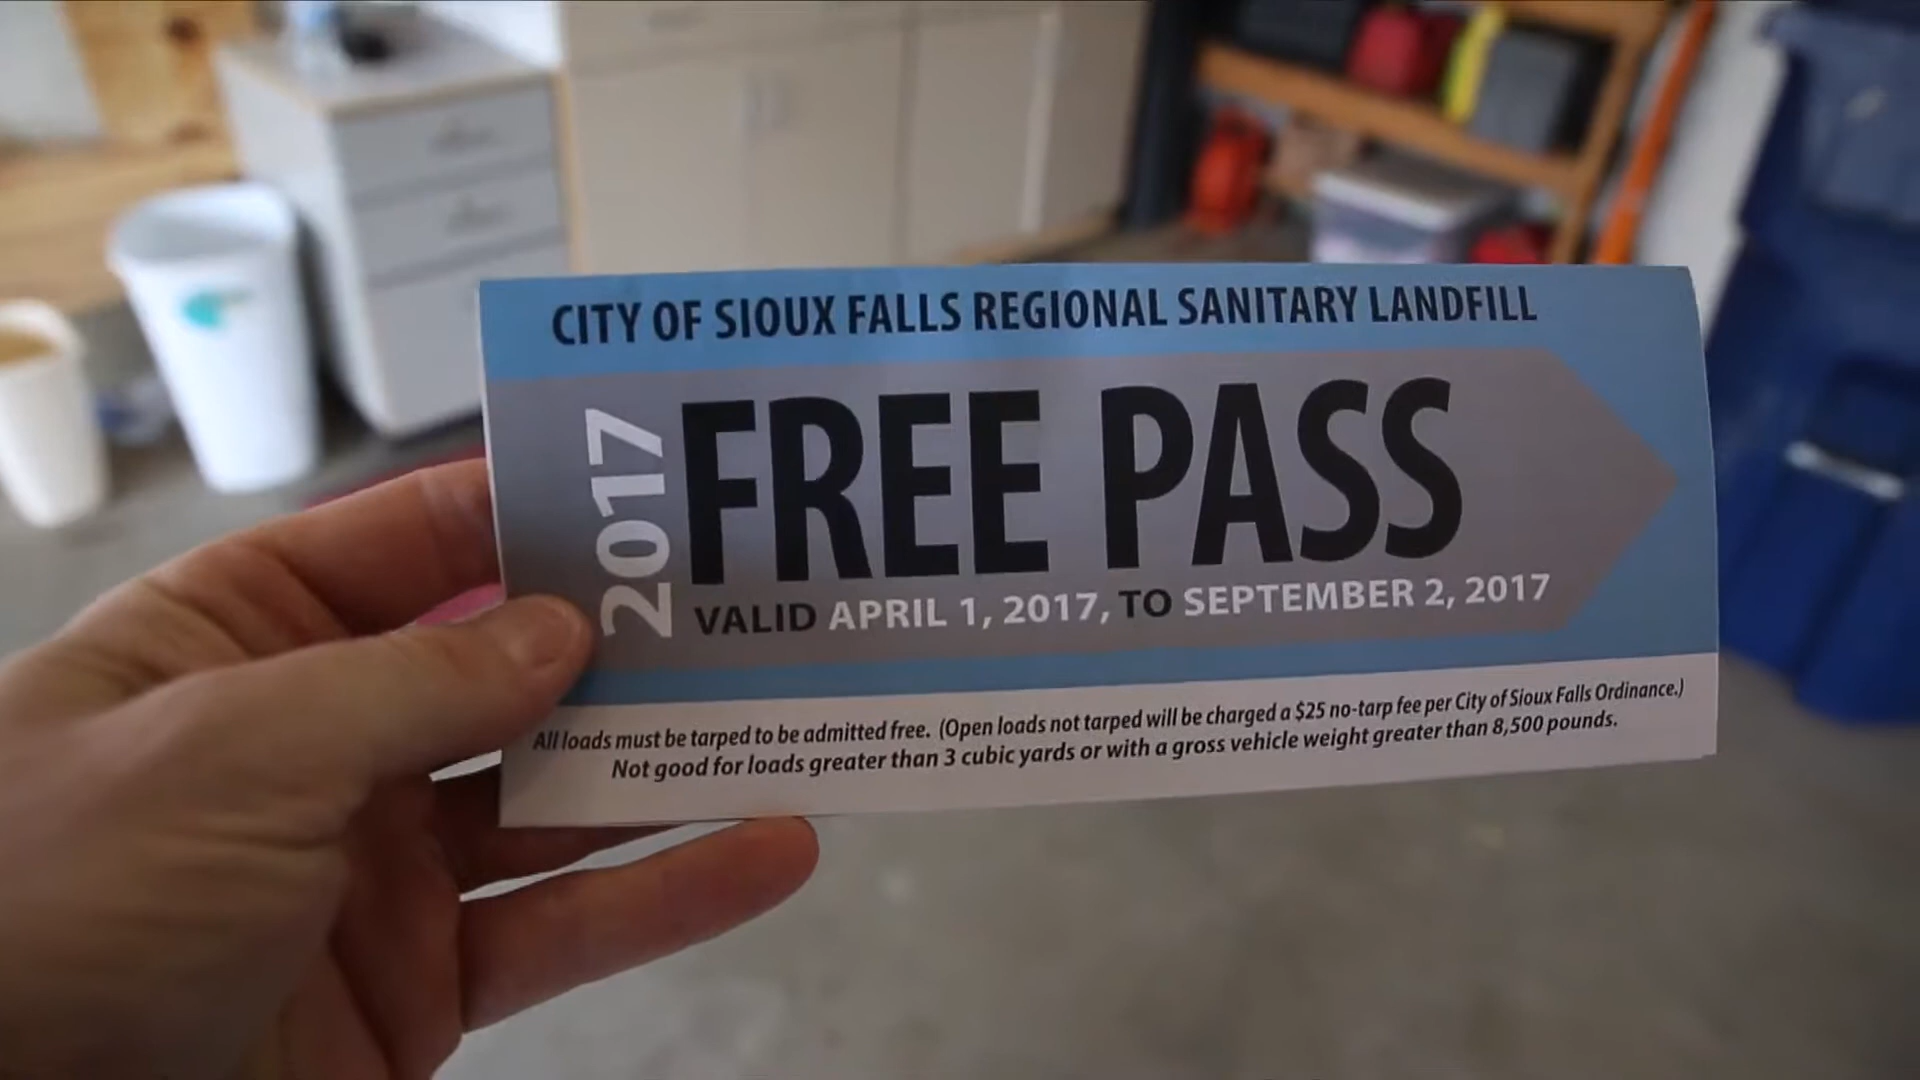 CITY OF SIOUX FALLS REGIONAL SANITARY LANDFILL
2017
FREE PASS
VALID APRIL 1, 2017, TO SEPTEMBER 2, 2017
All loads must be tarped to be admitted free. (Open loads not tarped will be charged a $25 no-tarp fee per City of Sioux Falls Ordinance.)
Not good for loads greater than 3 cubic yards or with a gross vehicle weight greater than 8,500 pounds.